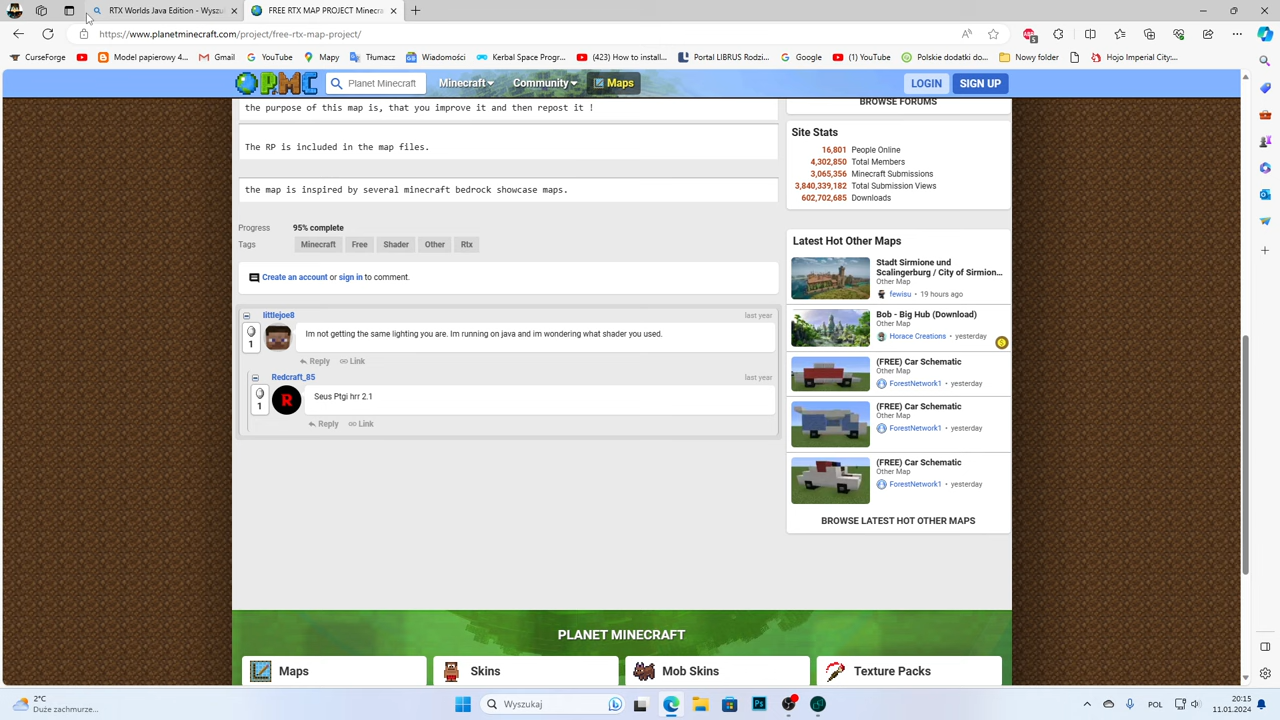 RTX Worlds Java Edition - Wyszu
FREE RTX MAP PROJECT Minecra
https://www.planetminecraft.com/project/free-rtx-map-project/
CurseForge
Model papierowy 4...
Gmail
YouTube
Mapy
Tłumacz
Wiadomości
Kerbal Space Progr...
(423) How to install...
Portal LIBRUS Rodzi...
Google
(1) YouTube
Polskie dodatki do...
Nowy folder
Hojo Imperial City:...
PMC
Planet Minecraft
Minecraft
Community
Maps
LOGIN
SIGN UP
the purpose of this map is, that you improve it and then repost it !
The RP is included in the map files.
the map is inspired by several minecraft bedrock showcase maps.
Progress 95% complete
Tags Minecraft Free Shader Other Rtx
Create an account or sign in to comment.
littlejoe8 last year
1
Im not getting the same lighting you are. Im running on java and im wondering what shader you used.
Reply Link
Redcraft_85 last year
1
R
Seus Ptgi hrr 2.1
Reply Link
BROWSE FORUMS
Site Stats
16,801 People Online
4,302,850 Total Members
3,065,356 Minecraft Submissions
3,840,339,182 Total Submission Views
602,702,685 Downloads
Latest Hot Other Maps
Stadt Sirmione und
Scalingerburg / City of Sirmion...
Other Map
fewisu • 19 hours ago
Bob - Big Hub (Download)
Other Map
Horace Creations • yesterday
(FREE) Car Schematic
Other Map
ForestNetwork1 • yesterday
(FREE) Car Schematic
Other Map
ForestNetwork1 • yesterday
(FREE) Car Schematic
Other Map
ForestNetwork1 • yesterday
BROWSE LATEST HOT OTHER MAPS
PLANET MINECRAFT
Maps
Skins
Mob Skins
Texture Packs
2°C
Duże zachmurze...
Wyszukaj
POL
20:15
11.01.2024